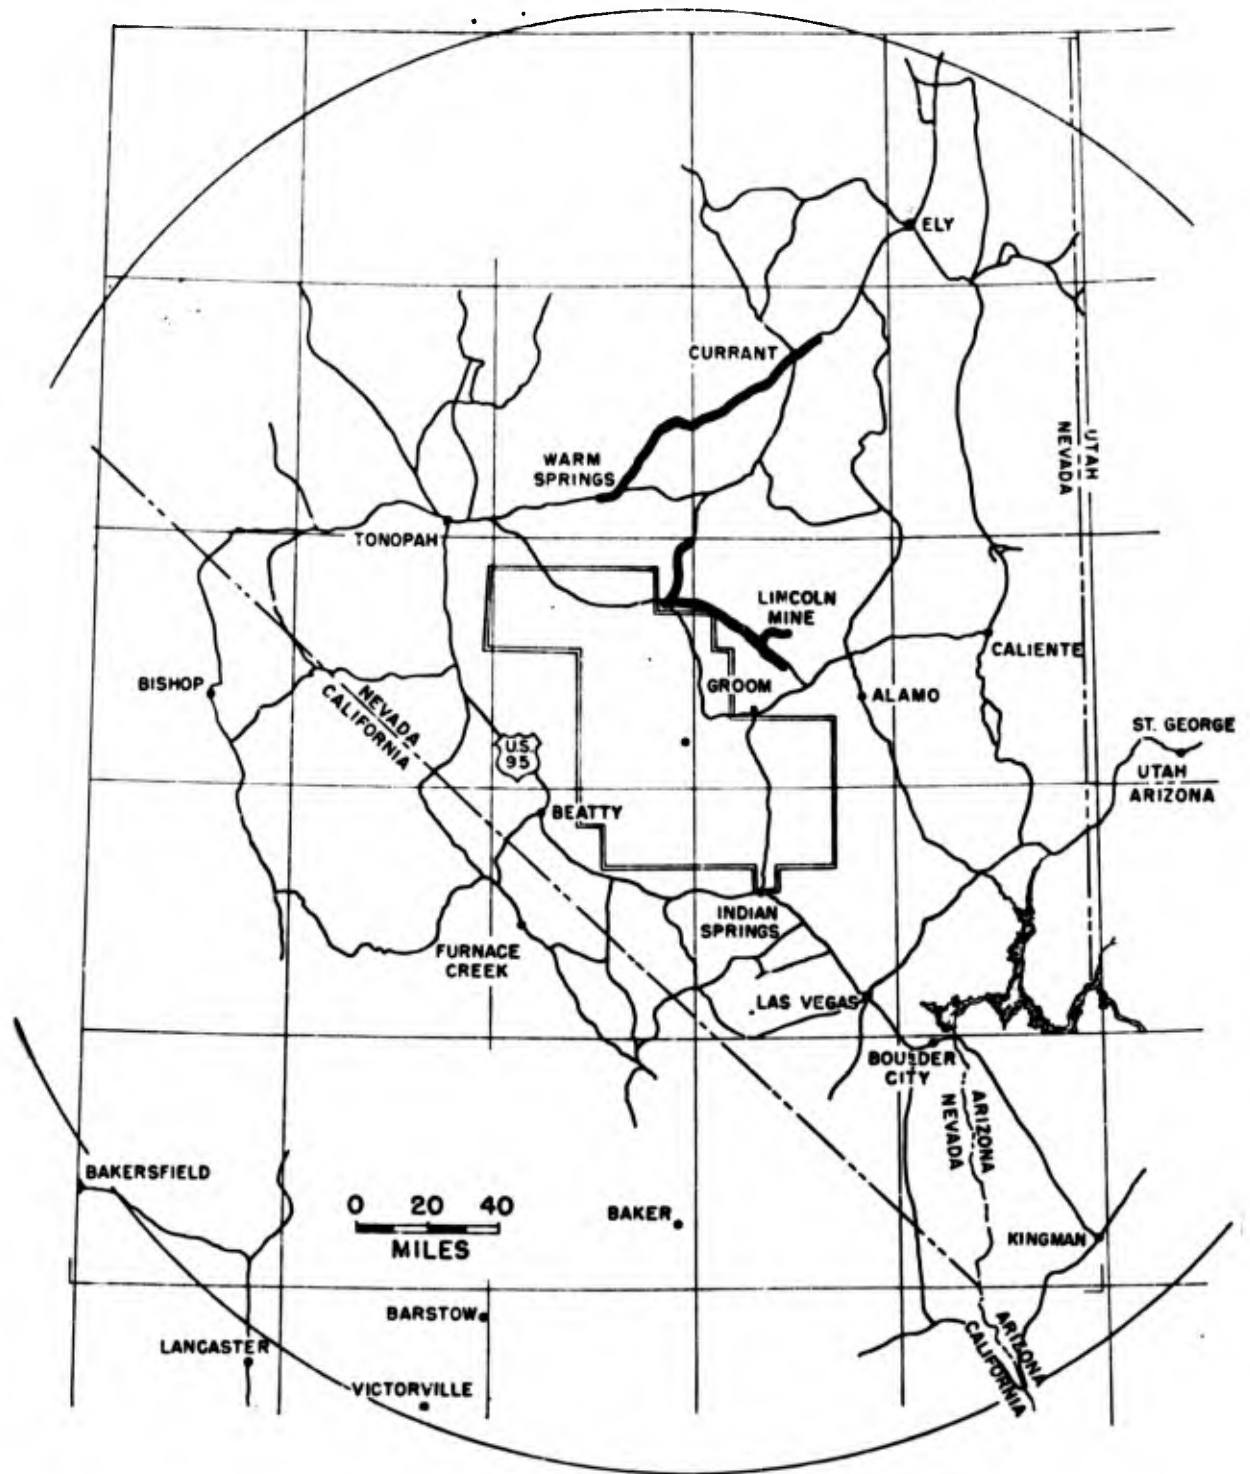 ELY
CURRANT
WARM
SPRINGS
UTAH
NEVADA
TONOPAH
LINCOLN
MINE
CALIENTE
BISHOP
GROOM
ALAMO
NEVADA
CALIFORNIA
ST. GEORGE
U.S.
95
UTAH
ARIZONA
BEATTY
INDIAN
SPRINGS
FURNACE
CREEK
LAS VEGAS
BOULDER
CITY
ARIZONA
NEVADA
BAKERSFIELD
0 20 40
MILES
BAKER
KINGMAN
BARSTOW
LANCASTER
ARIZONA
CALIFORNIA
VICTORVILLE